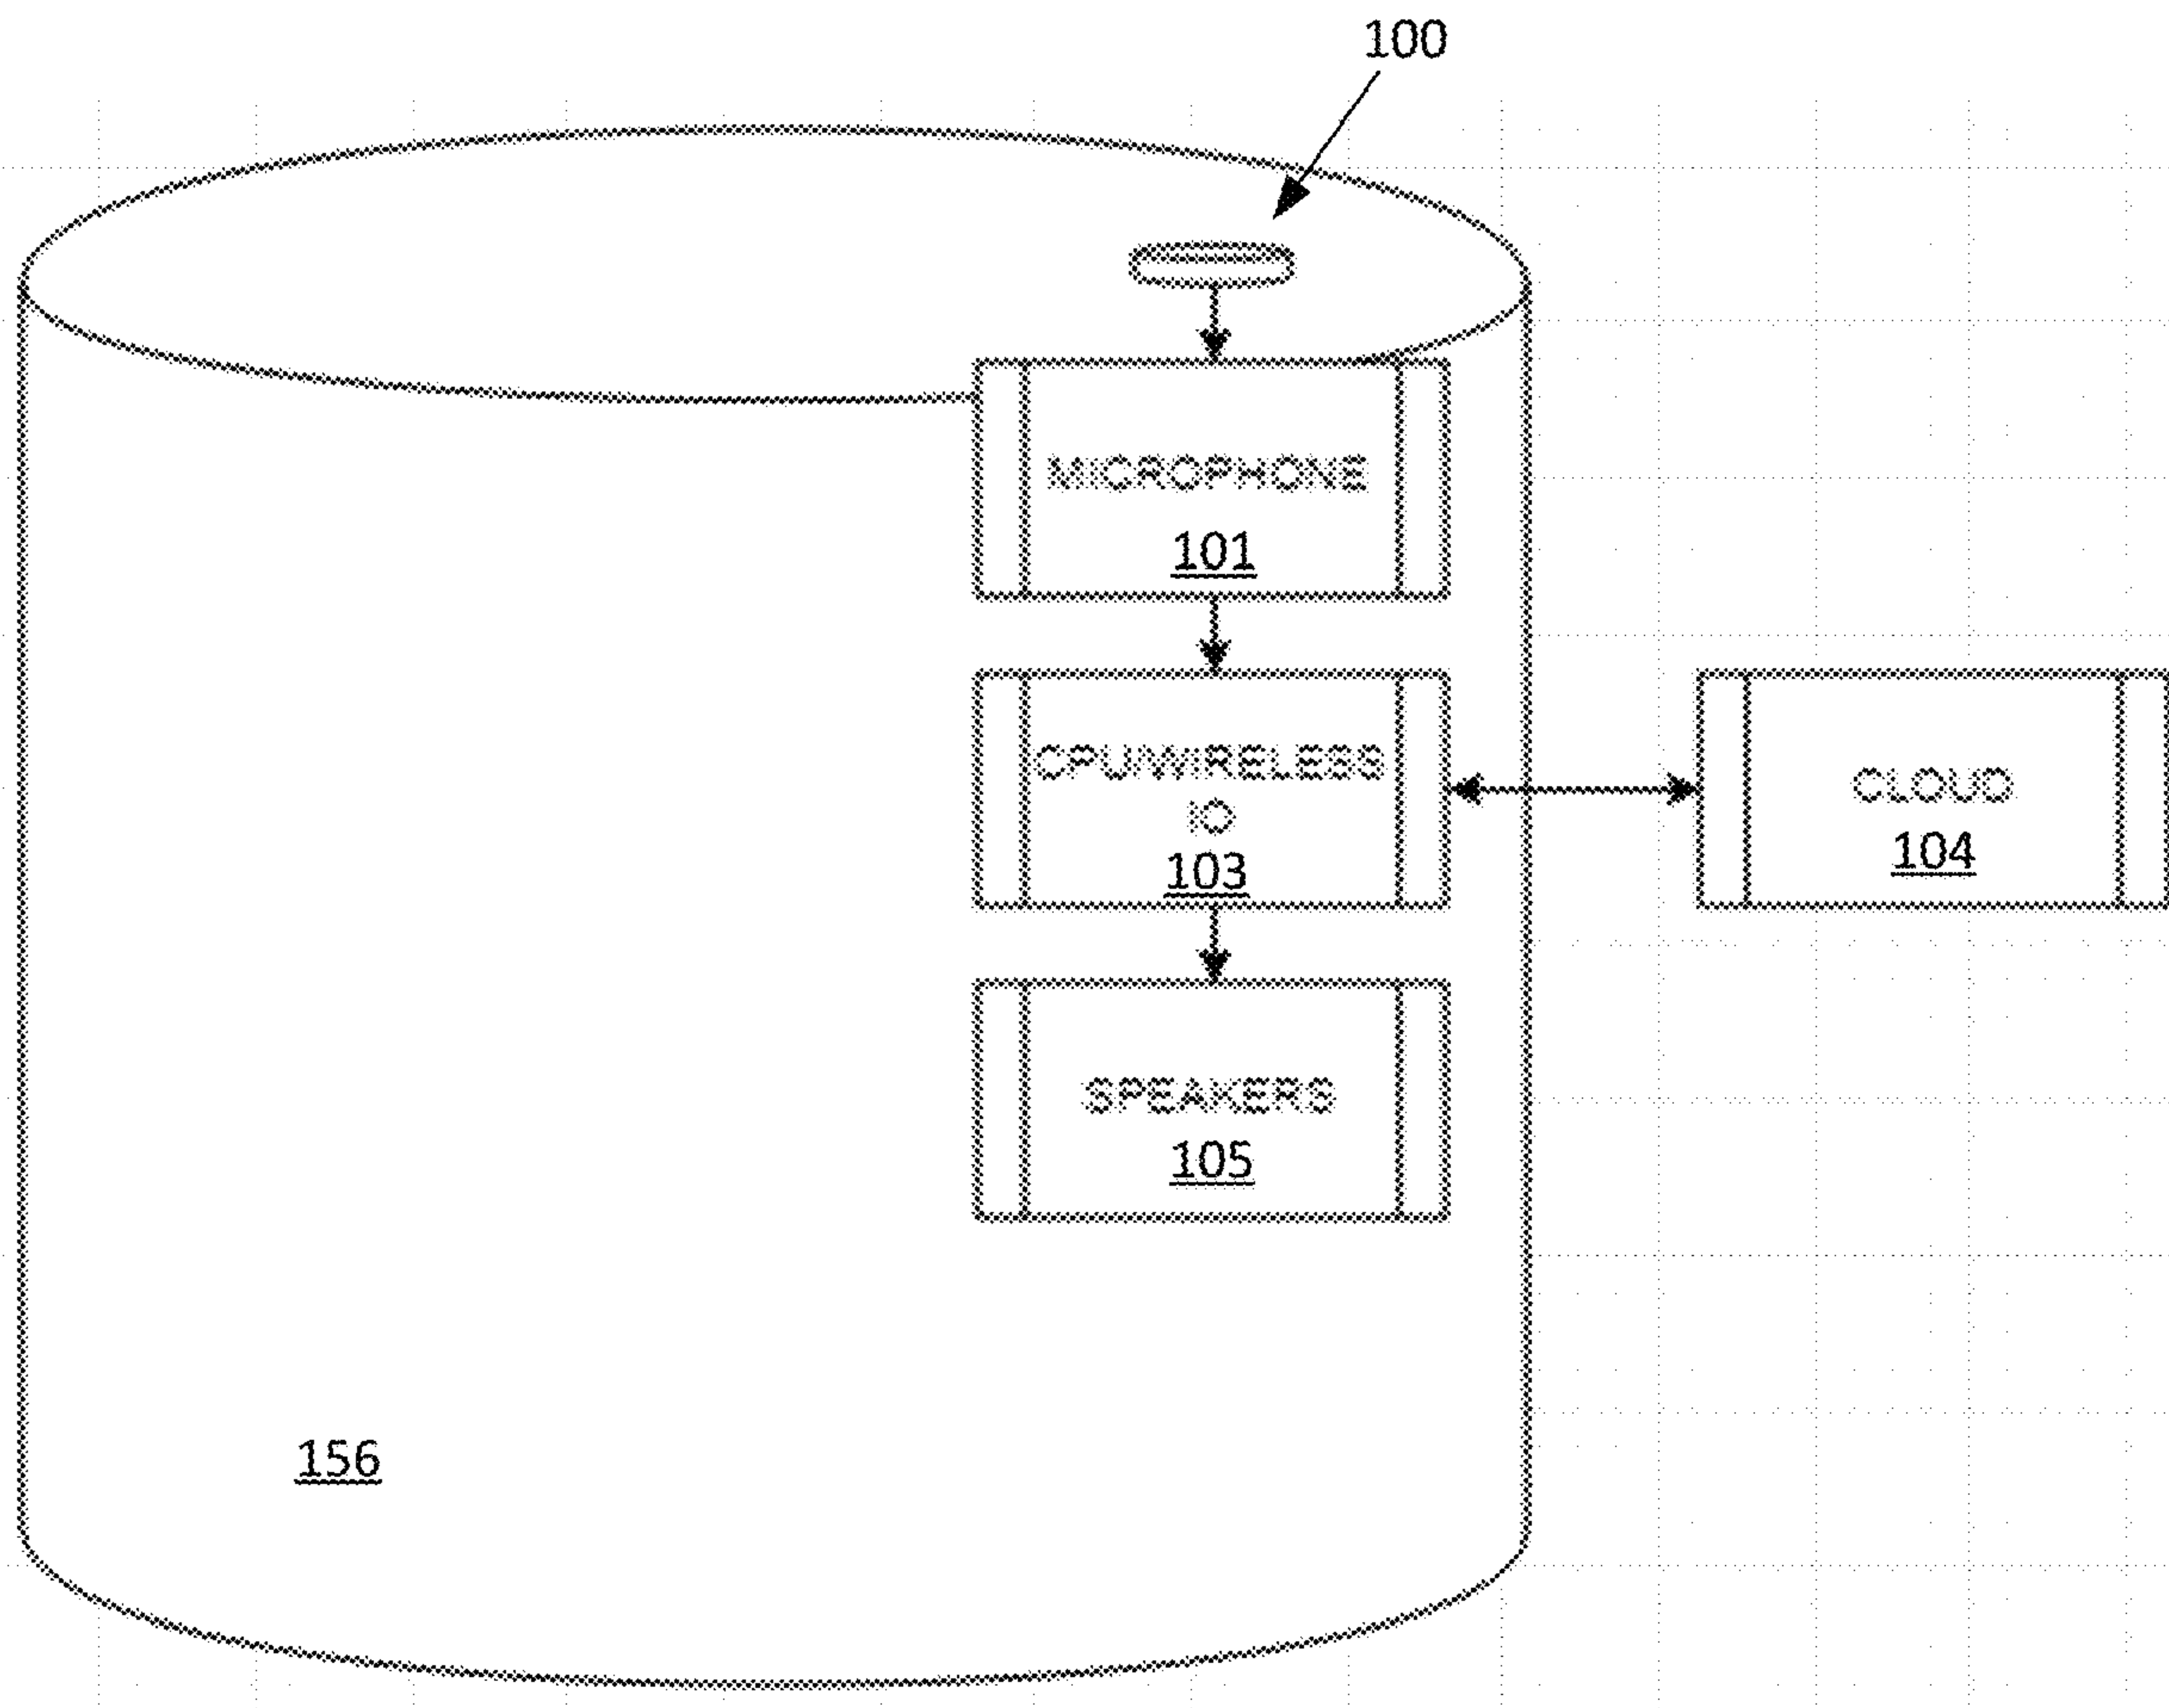 100
MICROPHONE
101
CPU/WIRELESS
IO
103
CLOUD
104
SPEAKERS
105
156